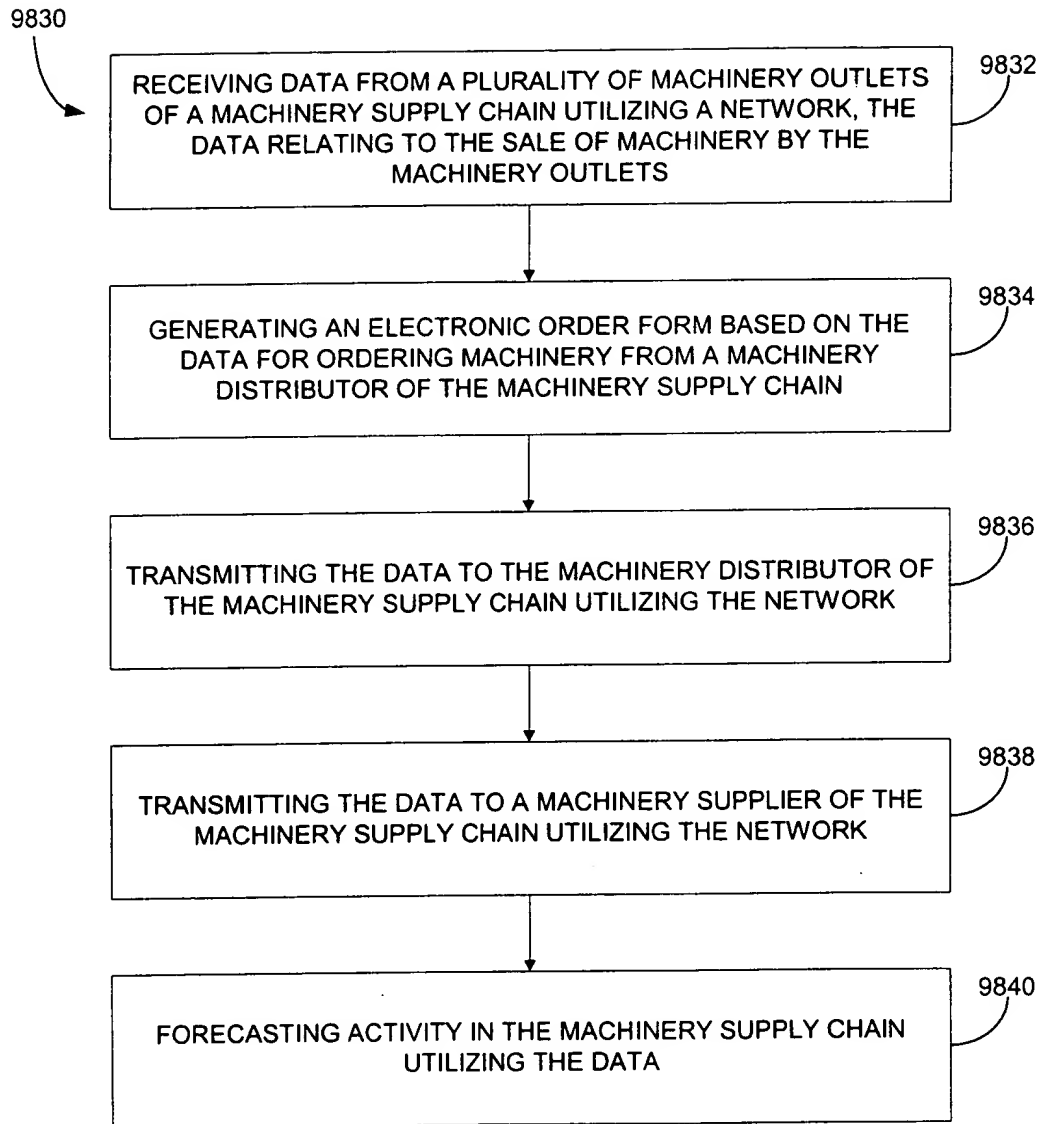 9830
RECEIVING DATA FROM A PLURALITY OF MACHINERY OUTLETS
OF A MACHINERY SUPPLY CHAIN UTILIZING A NETWORK, THE
DATA RELATING TO THE SALE OF MACHINERY BY THE
MACHINERY OUTLETS
9832
GENERATING AN ELECTRONIC ORDER FORM BASED ON THE
DATA FOR ORDERING MACHINERY FROM A MACHINERY
DISTRIBUTOR OF THE MACHINERY SUPPLY CHAIN
9834
TRANSMITTING THE DATA TO THE MACHINERY DISTRIBUTOR OF
THE MACHINERY SUPPLY CHAIN UTILIZING THE NETWORK
9836
TRANSMITTING THE DATA TO A MACHINERY SUPPLIER OF THE
MACHINERY SUPPLY CHAIN UTILIZING THE NETWORK
9838
FORECASTING ACTIVITY IN THE MACHINERY SUPPLY CHAIN
UTILIZING THE DATA
9840